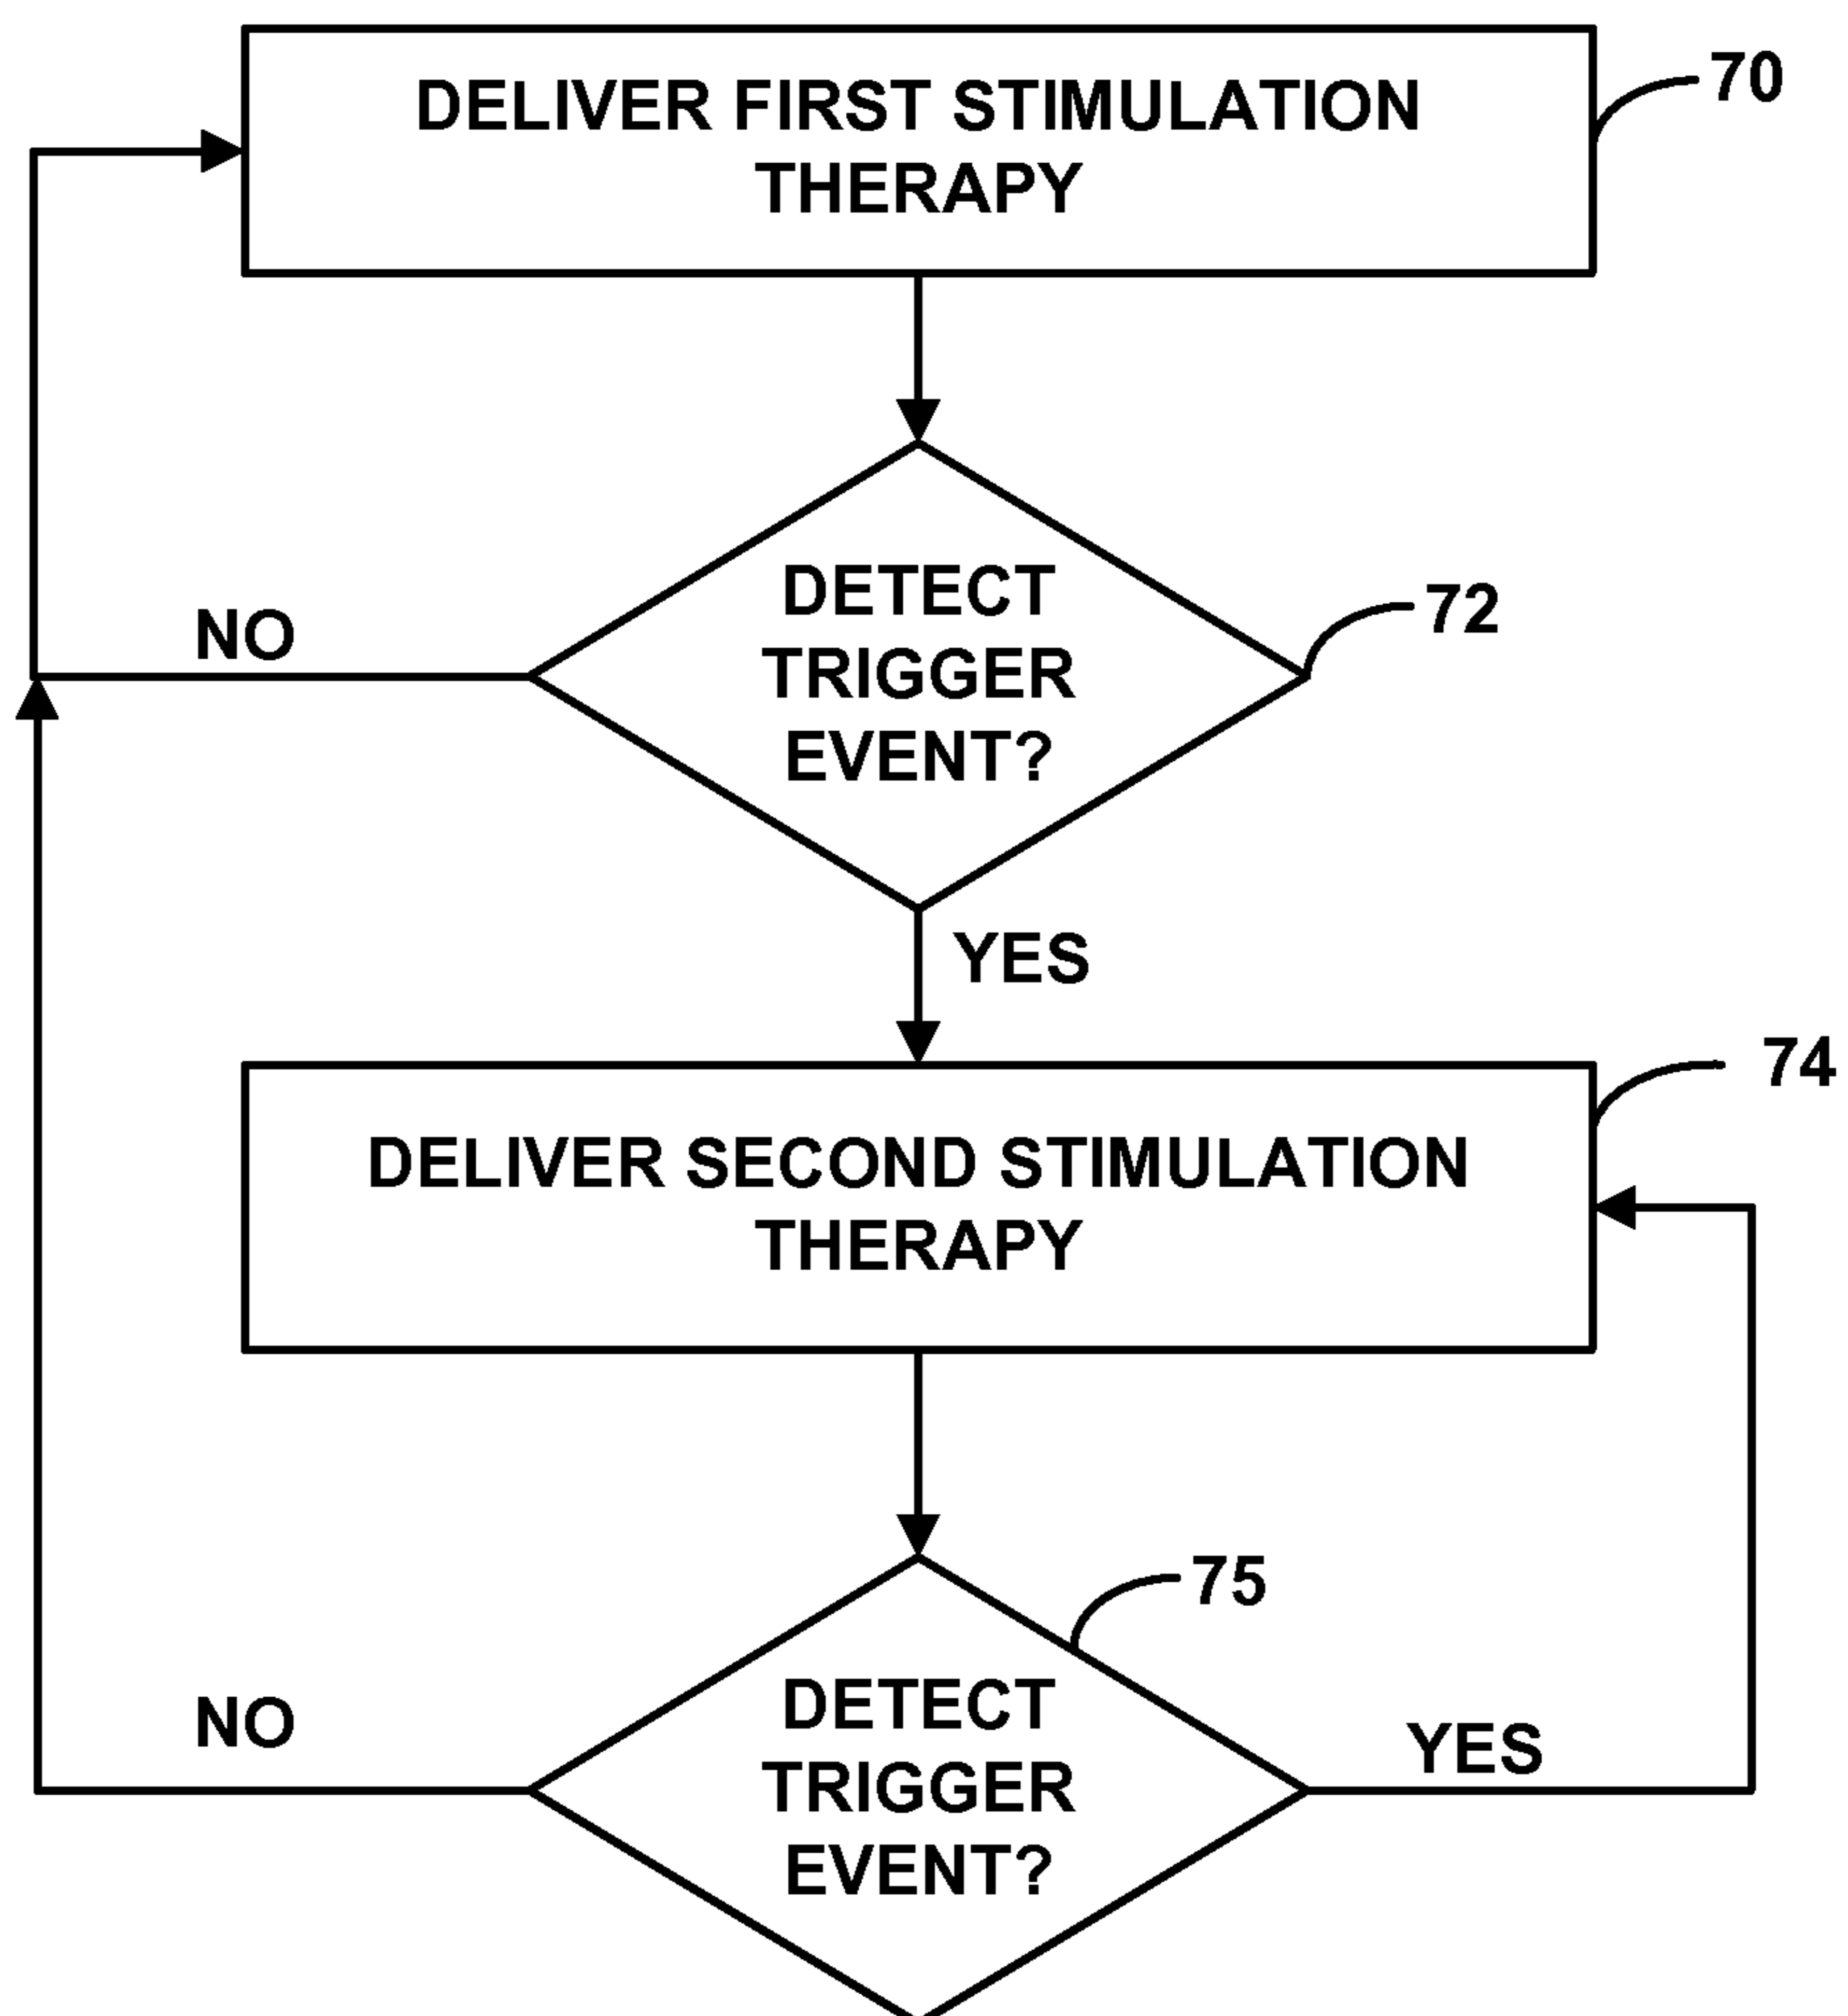 DELIVER FIRST STIMULATION
THERAPY
70
DETECT
TRIGGER
EVENT?
72
NO
YES
74
DELIVER SECOND STIMULATION
THERAPY
75
DETECT
TRIGGER
EVENT?
NO
YES